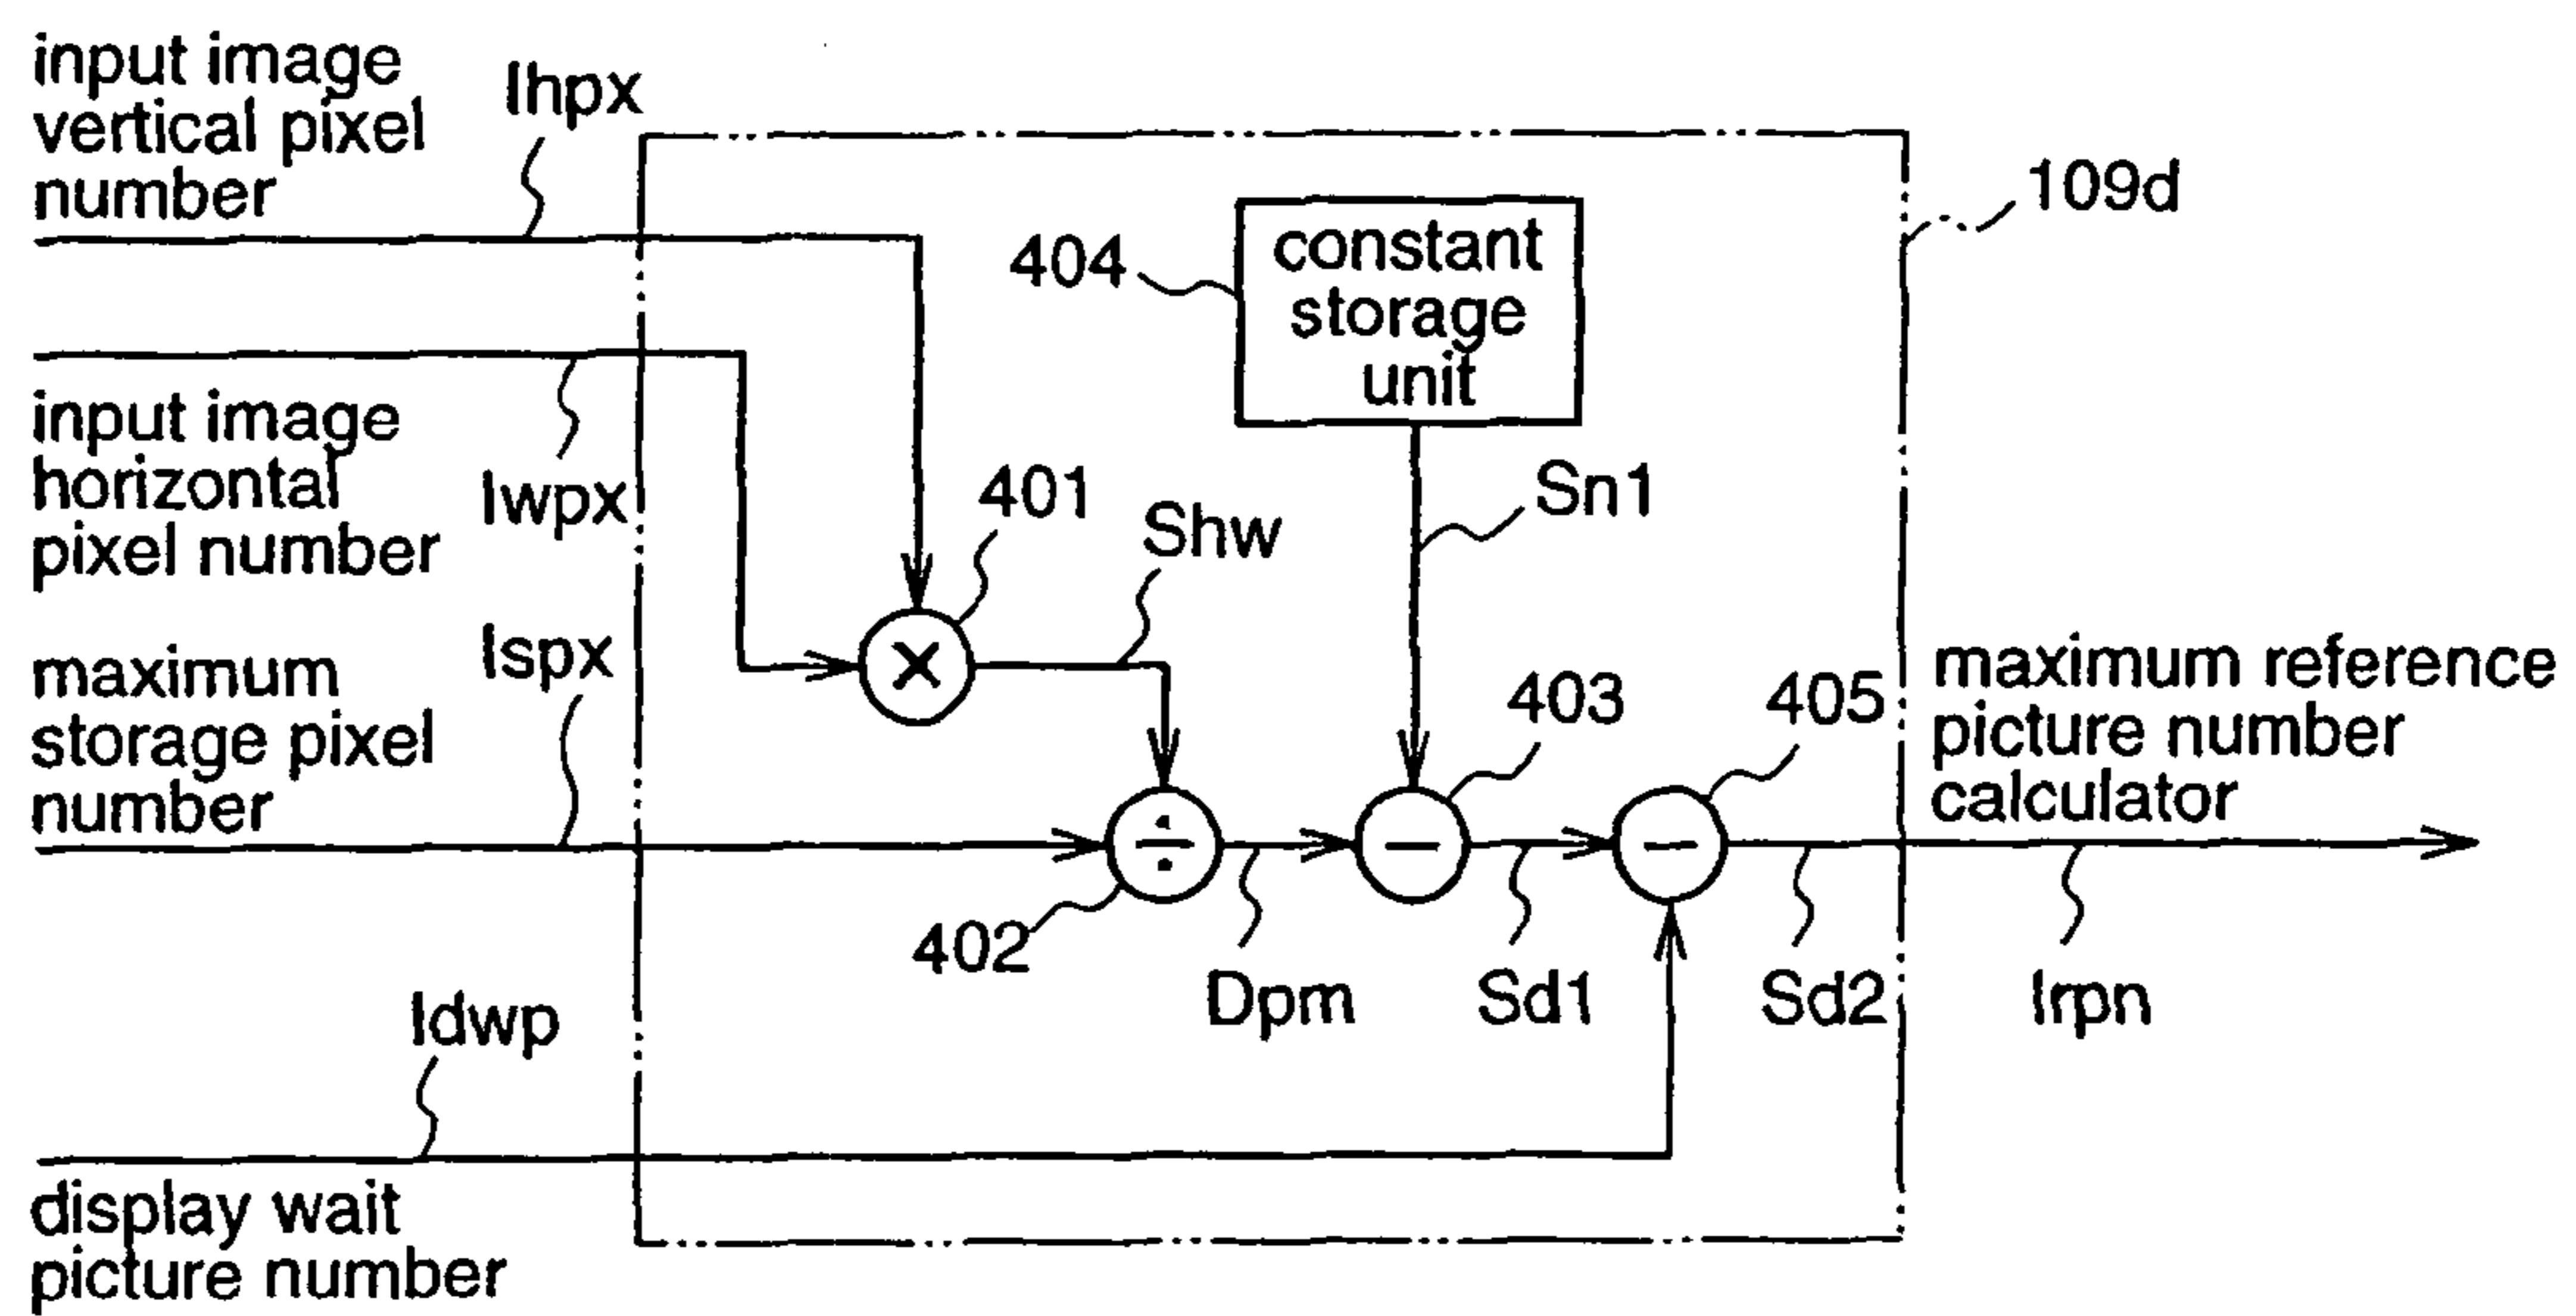 input image
vertical pixel
number
Ihpx
109d
404
constant
storage
unit
input image
horizontal
pixel number
Iwpx
401
Shw
Sn1
maximum
storage pixel
number
Ispx
403
405
maximum reference
picture number
calculator
402
Dpm
Sd1
Sd2
Irpn
Idwp
display wait
picture number